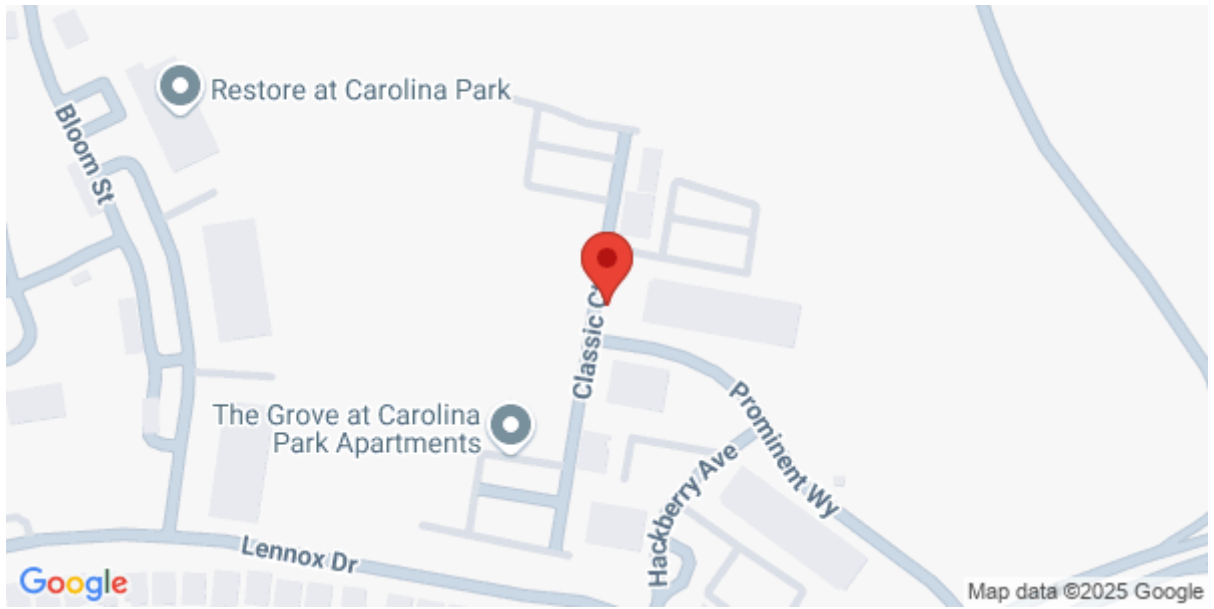 Restore at Carolina Park
Bloom St
Classic Ct
The Grove at Carolina
Park Apartments
Prominent Wy
Hackberry Ave
Lennox Dr
Google
Map data ©2025 Google